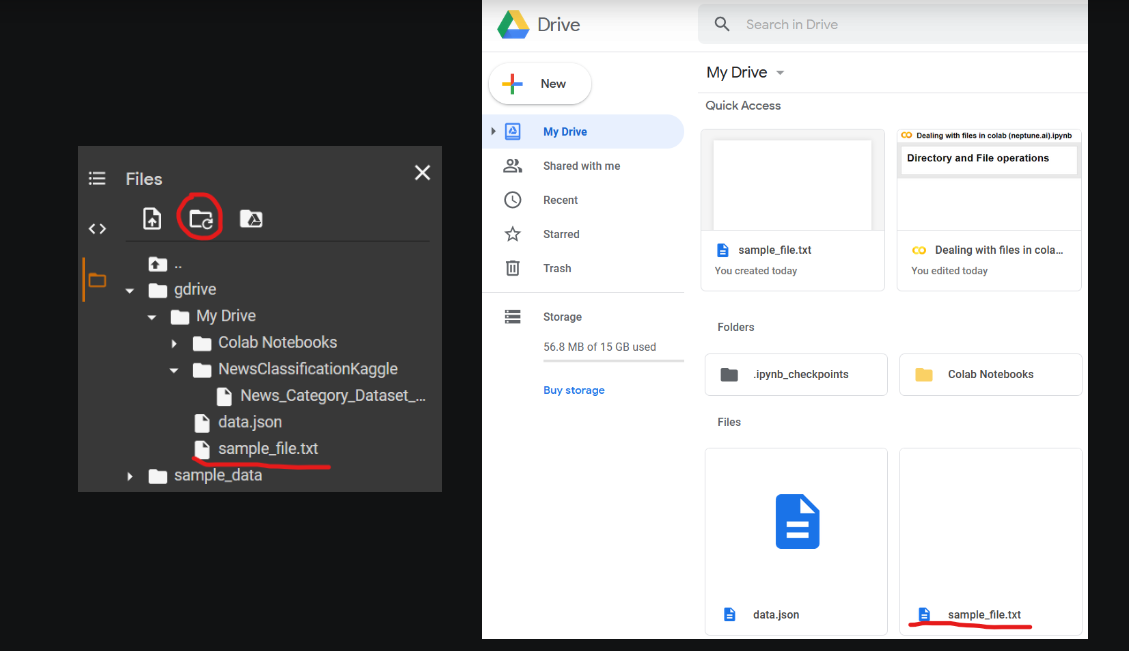 Files
..
gdrive
My Drive
Colab Notebooks
NewsClassificationKaggle
News_Category_Dataset_...
data.json
sample_file.txt
sample_data
Drive
Search in Drive
New
My Drive
Shared with me
Recent
Starred
Trash
Storage
56.8 MB of 15 GB used
Buy storage
My Drive
Quick Access
sample_file.txt
You created today
Dealing with files in colab (neptune.ai).ipynb
Directory and File operations
Dealing with files in cola...
You edited today
Folders
.ipynb_checkpoints
Colab Notebooks
Files
data.json
sample_file.txt